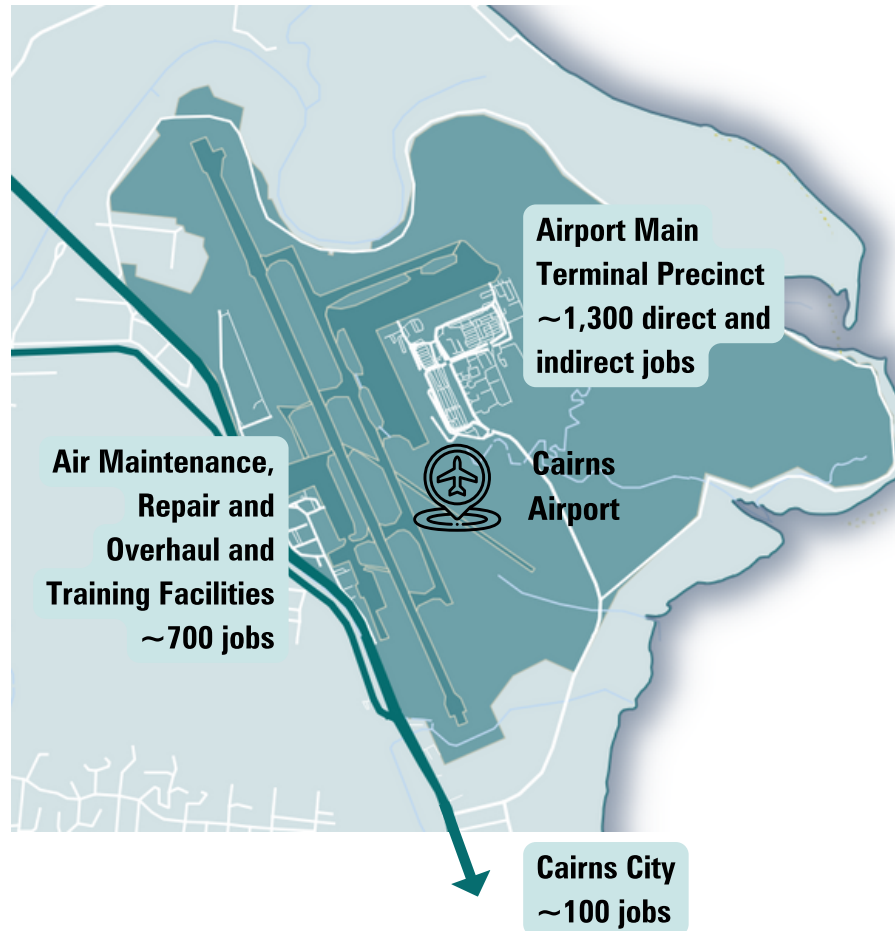 Airport Main
Terminal Precinct
~1,300 direct and
indirect jobs
Air Maintenance,
Repair and
Overhaul and
Training Facilities
~700 jobs
Cairns
Airport
Cairns City
~100 jobs